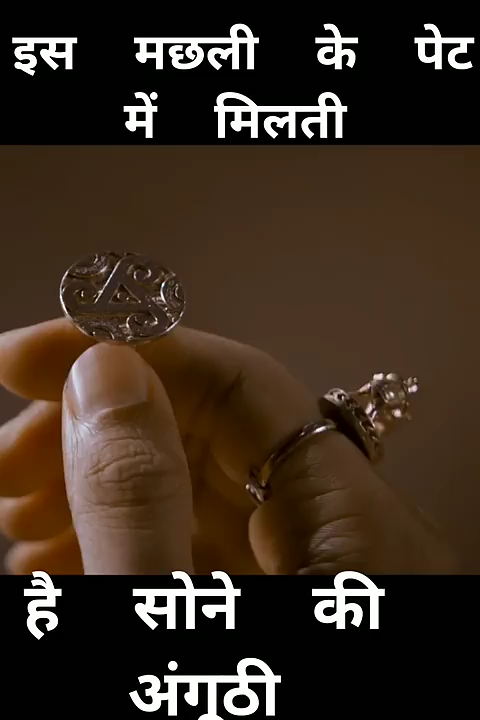 इस मछली के पेट
में मिलती
है सोने की
अंगूठी